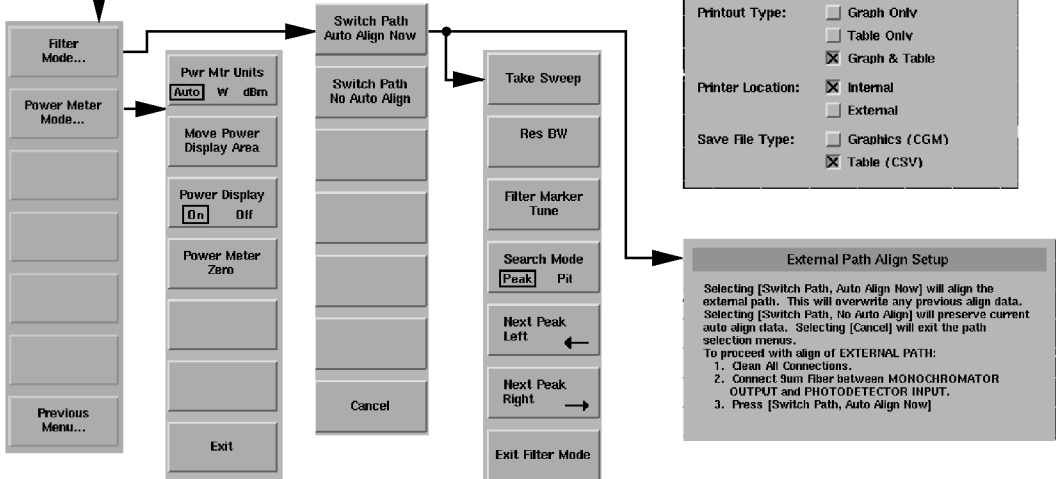 Filter
Mode...
Power Meter
Mode...
Previous
Menu...
Pwr Mtr Units
Auto W dBm
Move Power
Display Area
Power Display
On Off
Power Meter
Zero
Exit
Switch Path
Auto Align Now
Switch Path
No Auto Align
Cancel
Take Sweep
Res BW
Filter Marker
Tune
Search Mode
Peak Pit
Next Peak
Left
Next Peak
Right
Exit Filter Mode
Printout Type: Graph Only
Table Only
Graph & Table
Printer Location: Internal
External
Save File Type: Graphics (CGM)
Table (CSV)
External Path Align Setup
Selecting [Switch Path, Auto Align Now] will align the
external path. This will overwrite any previous align data.
Selecting [Switch Path, No Auto Align] will preserve current
auto align data. Selecting [Cancel] will exit the path
selection menus.
To proceed with align of EXTERNAL PATH:
1. Clean All Connections.
2. Connect 9um Fiber between MONOCHROMATOR
OUTPUT and PHOTODETECTOR INPUT.
3. Press [Switch Path, Auto Align Now]